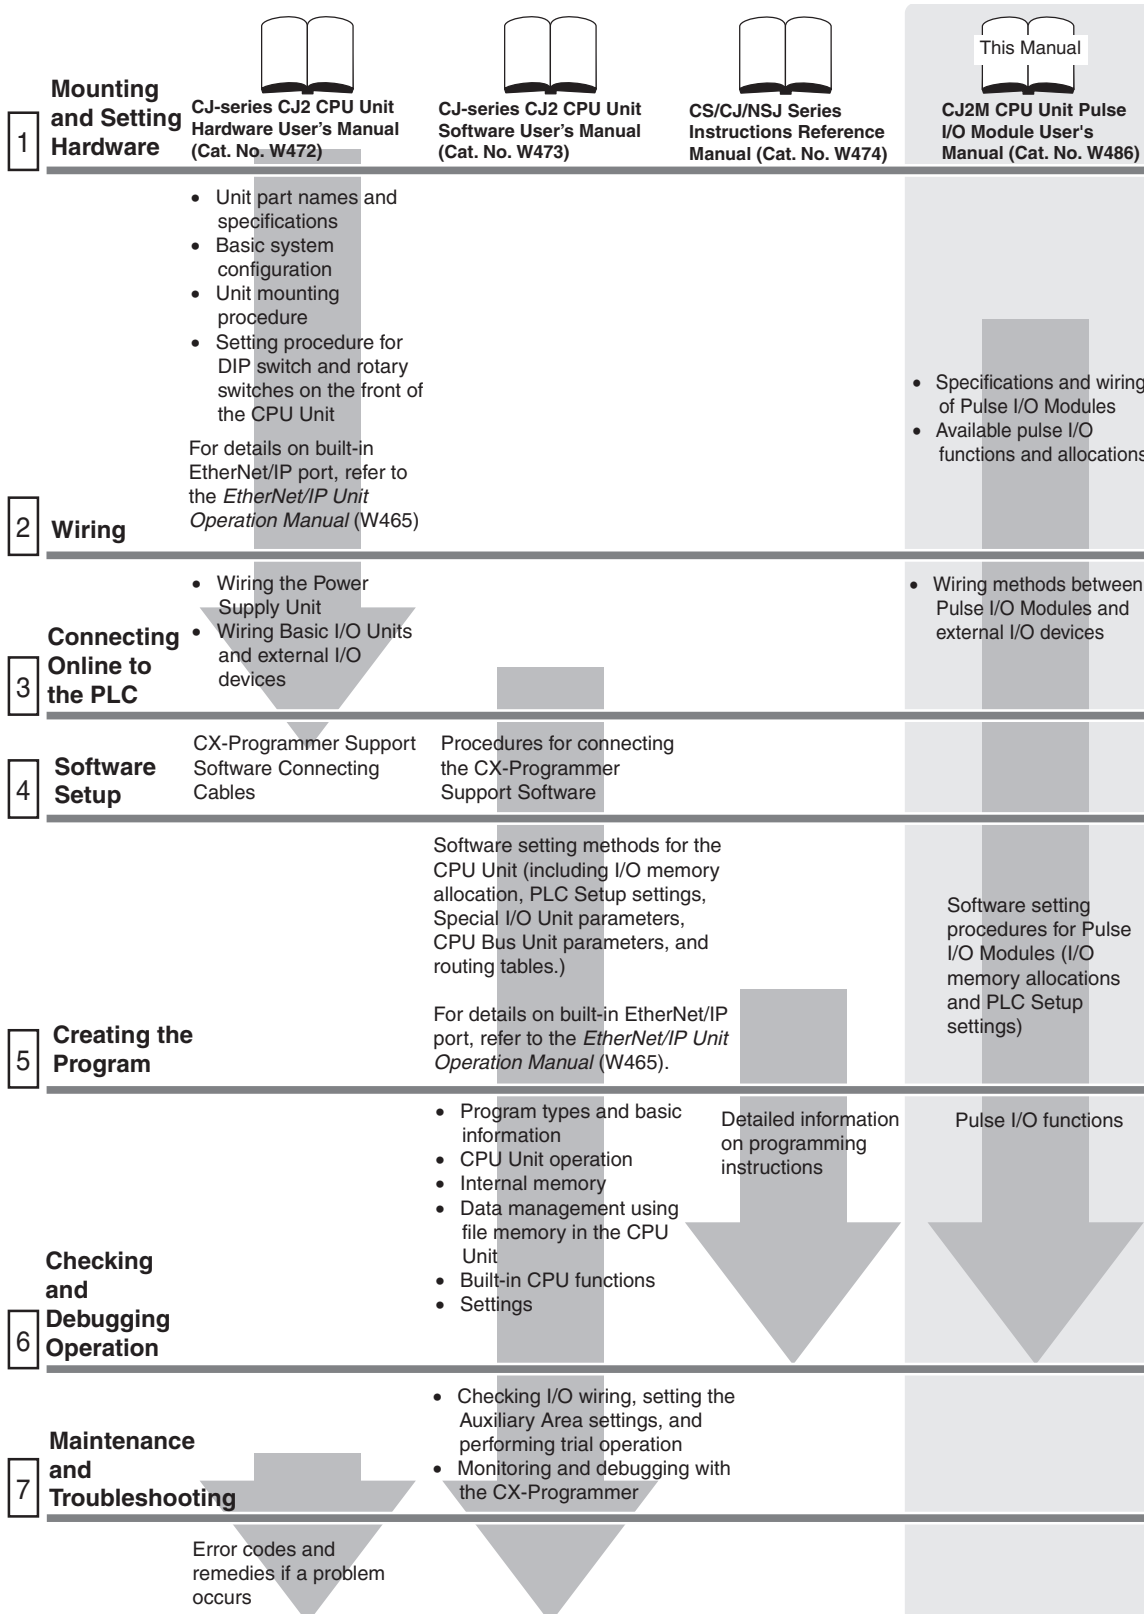 This Manual
1
Mounting
and Setting
Hardware
CJ-series CJ2 CPU Unit
Hardware User's Manual
(Cat. No. W472)
CJ-series CJ2 CPU Unit
Software User's Manual
(Cat. No. W473)
CS/CJ/NSJ Series
Instructions Reference
Manual (Cat. No. W474)
CJ2M CPU Unit Pulse
I/O Module User's
Manual (Cat. No. W486)
• Unit part names and
specifications
• Basic system
configuration
• Unit mounting
procedure
• Setting procedure for
DIP switch and rotary
switches on the front of
the CPU Unit
For details on built-in
EtherNet/IP port, refer to
the EtherNet/IP Unit
Operation Manual (W465)
• Specifications and wiring
of Pulse I/O Modules
• Available pulse I/O
functions and allocations
2
Wiring
• Wiring the Power
Supply Unit
• Wiring Basic I/O Units
and external I/O
devices
• Wiring methods between
Pulse I/O Modules and
external I/O devices
3
Connecting
Online to
the PLC
CX-Programmer Support
Software Connecting
Cables
Procedures for connecting
the CX-Programmer
Support Software
4
Software
Setup
Software setting methods for the
CPU Unit (including I/O memory
allocation, PLC Setup settings,
Special I/O Unit parameters,
CPU Bus Unit parameters, and
routing tables.)
For details on built-in EtherNet/IP
port, refer to the EtherNet/IP Unit
Operation Manual (W465).
Software setting
procedures for Pulse
I/O Modules (I/O
memory allocations
and PLC Setup
settings)
5
Creating the
Program
• Program types and basic
information
• CPU Unit operation
• Internal memory
• Data management using
file memory in the CPU
Unit
• Built-in CPU functions
• Settings
Detailed information
on programming
instructions
Pulse I/O functions
6
Checking
and
Debugging
Operation
• Checking I/O wiring, setting the
Auxiliary Area settings, and
performing trial operation
• Monitoring and debugging with
the CX-Programmer
7
Maintenance
and
Troubleshooting
Error codes and
remedies if a problem
occurs